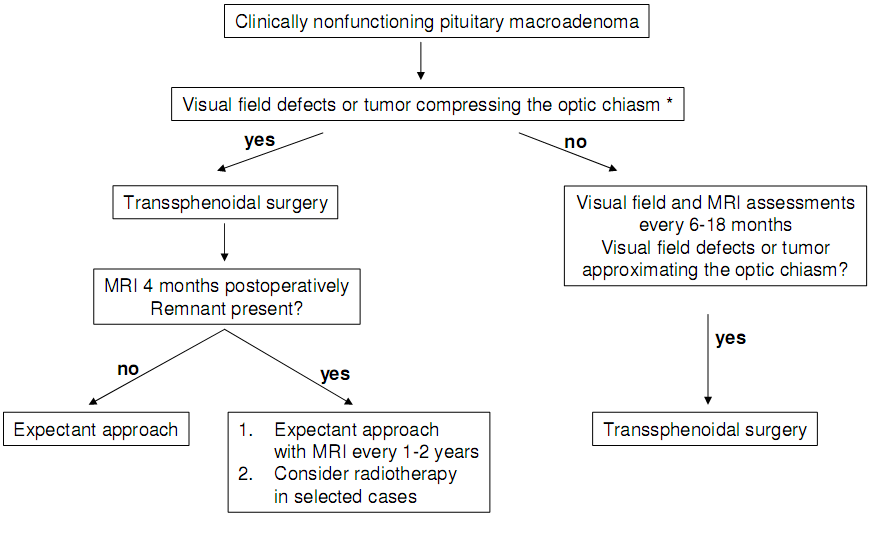 Clinically nonfunctioning pituitary macroadenoma
Visual field defects or tumor compressing the optic chiasm *
yes
no
Transsphenoidal surgery
Visual field and MRI assessments
every 6-18 months
Visual field defects or tumor
approximating the optic chiasm?
MRI 4 months postoperatively
Remnant present?
no
yes
yes
Expectant approach
1. Expectant approach
with MRI every 1-2 years
2. Consider radiotherapy
in selected cases
Transsphenoidal surgery